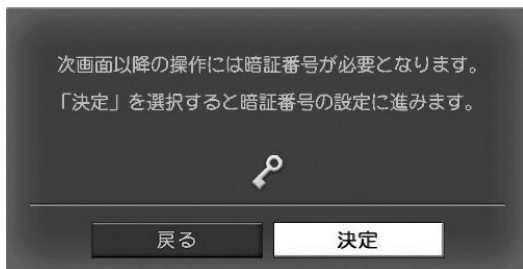 次画面以降の操作には暗証番号が必要となります。
「決定」を選択すると暗証番号の設定に進みます。
戻る
決定